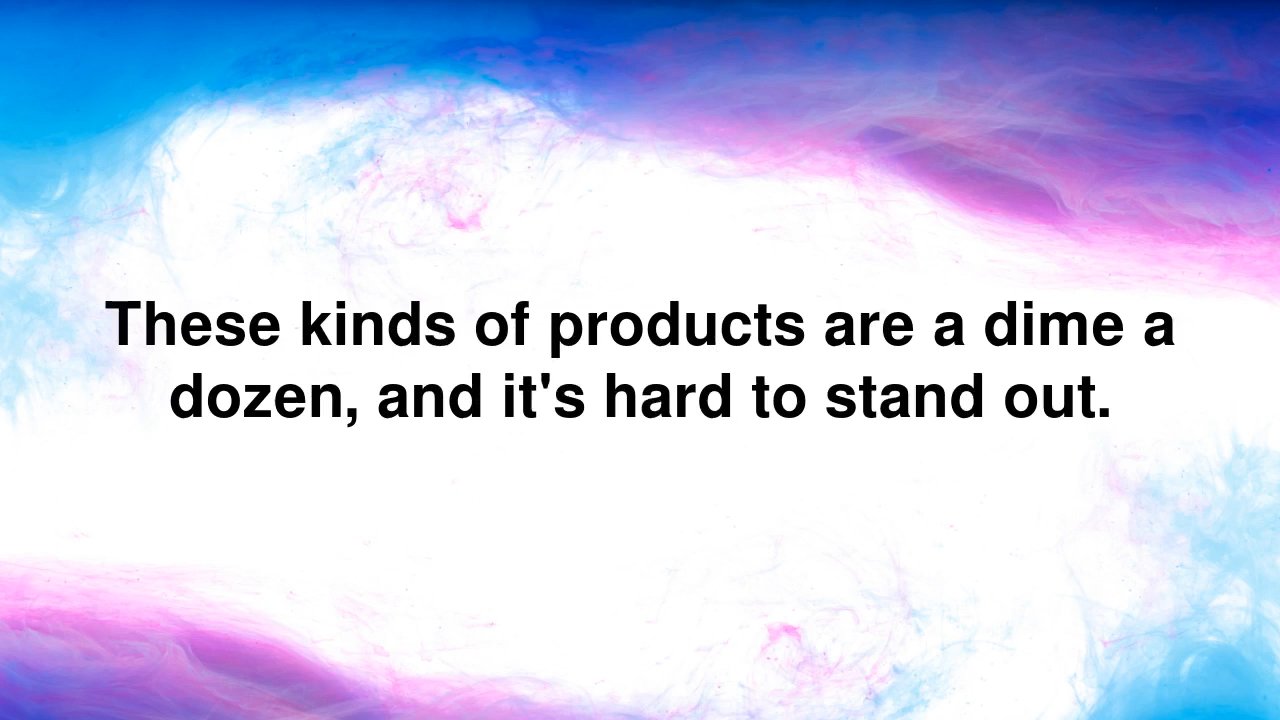 These kinds of products are a dime a
dozen, and it's hard to stand out.